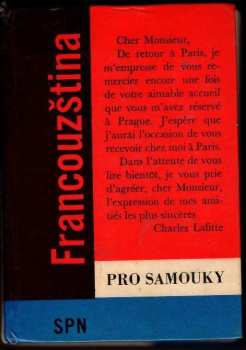 Francouzština
Cher Monsieur,
De retour à Paris, je
m'empresse de vous re-
mercier encore une fois
de votre aimable accueil
que vous m'avez réservé
à Prague. J'espère que
j'aurai l'occasion de vous
recevoir chez moi à Paris.
Dans l'attente de vous
lire bientôt, je vous prie
d'agréer, cher Monsieur,
l'expression de mes ami-
tiés les plus sincères
Charles Lafitte
PRO SAMOUKY
SPN